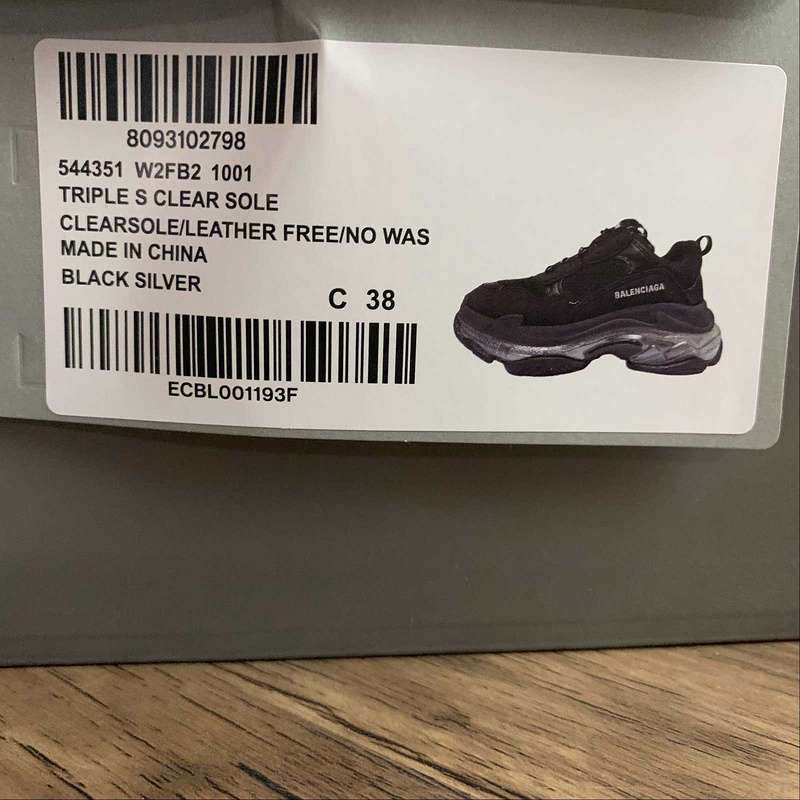 8093102798
544351 W2FB2 1001
TRIPLE S CLEAR SOLE
CLEARSOLE/LEATHER FREE/NO WAS
MADE IN CHINA
BLACK SILVER
C 38
ECBL001193F
BALENCIAGA